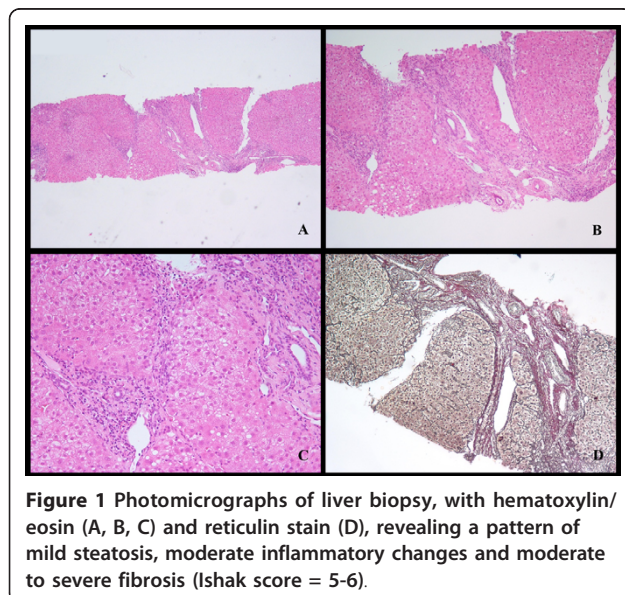 A
B
C
D
Figure 1 Photomicrographs of liver biopsy, with hematoxylin/
eosin (A, B, C) and reticulin stain (D), revealing a pattern of
mild steatosis, moderate inflammatory changes and moderate
to severe fibrosis (Ishak score = 5-6).